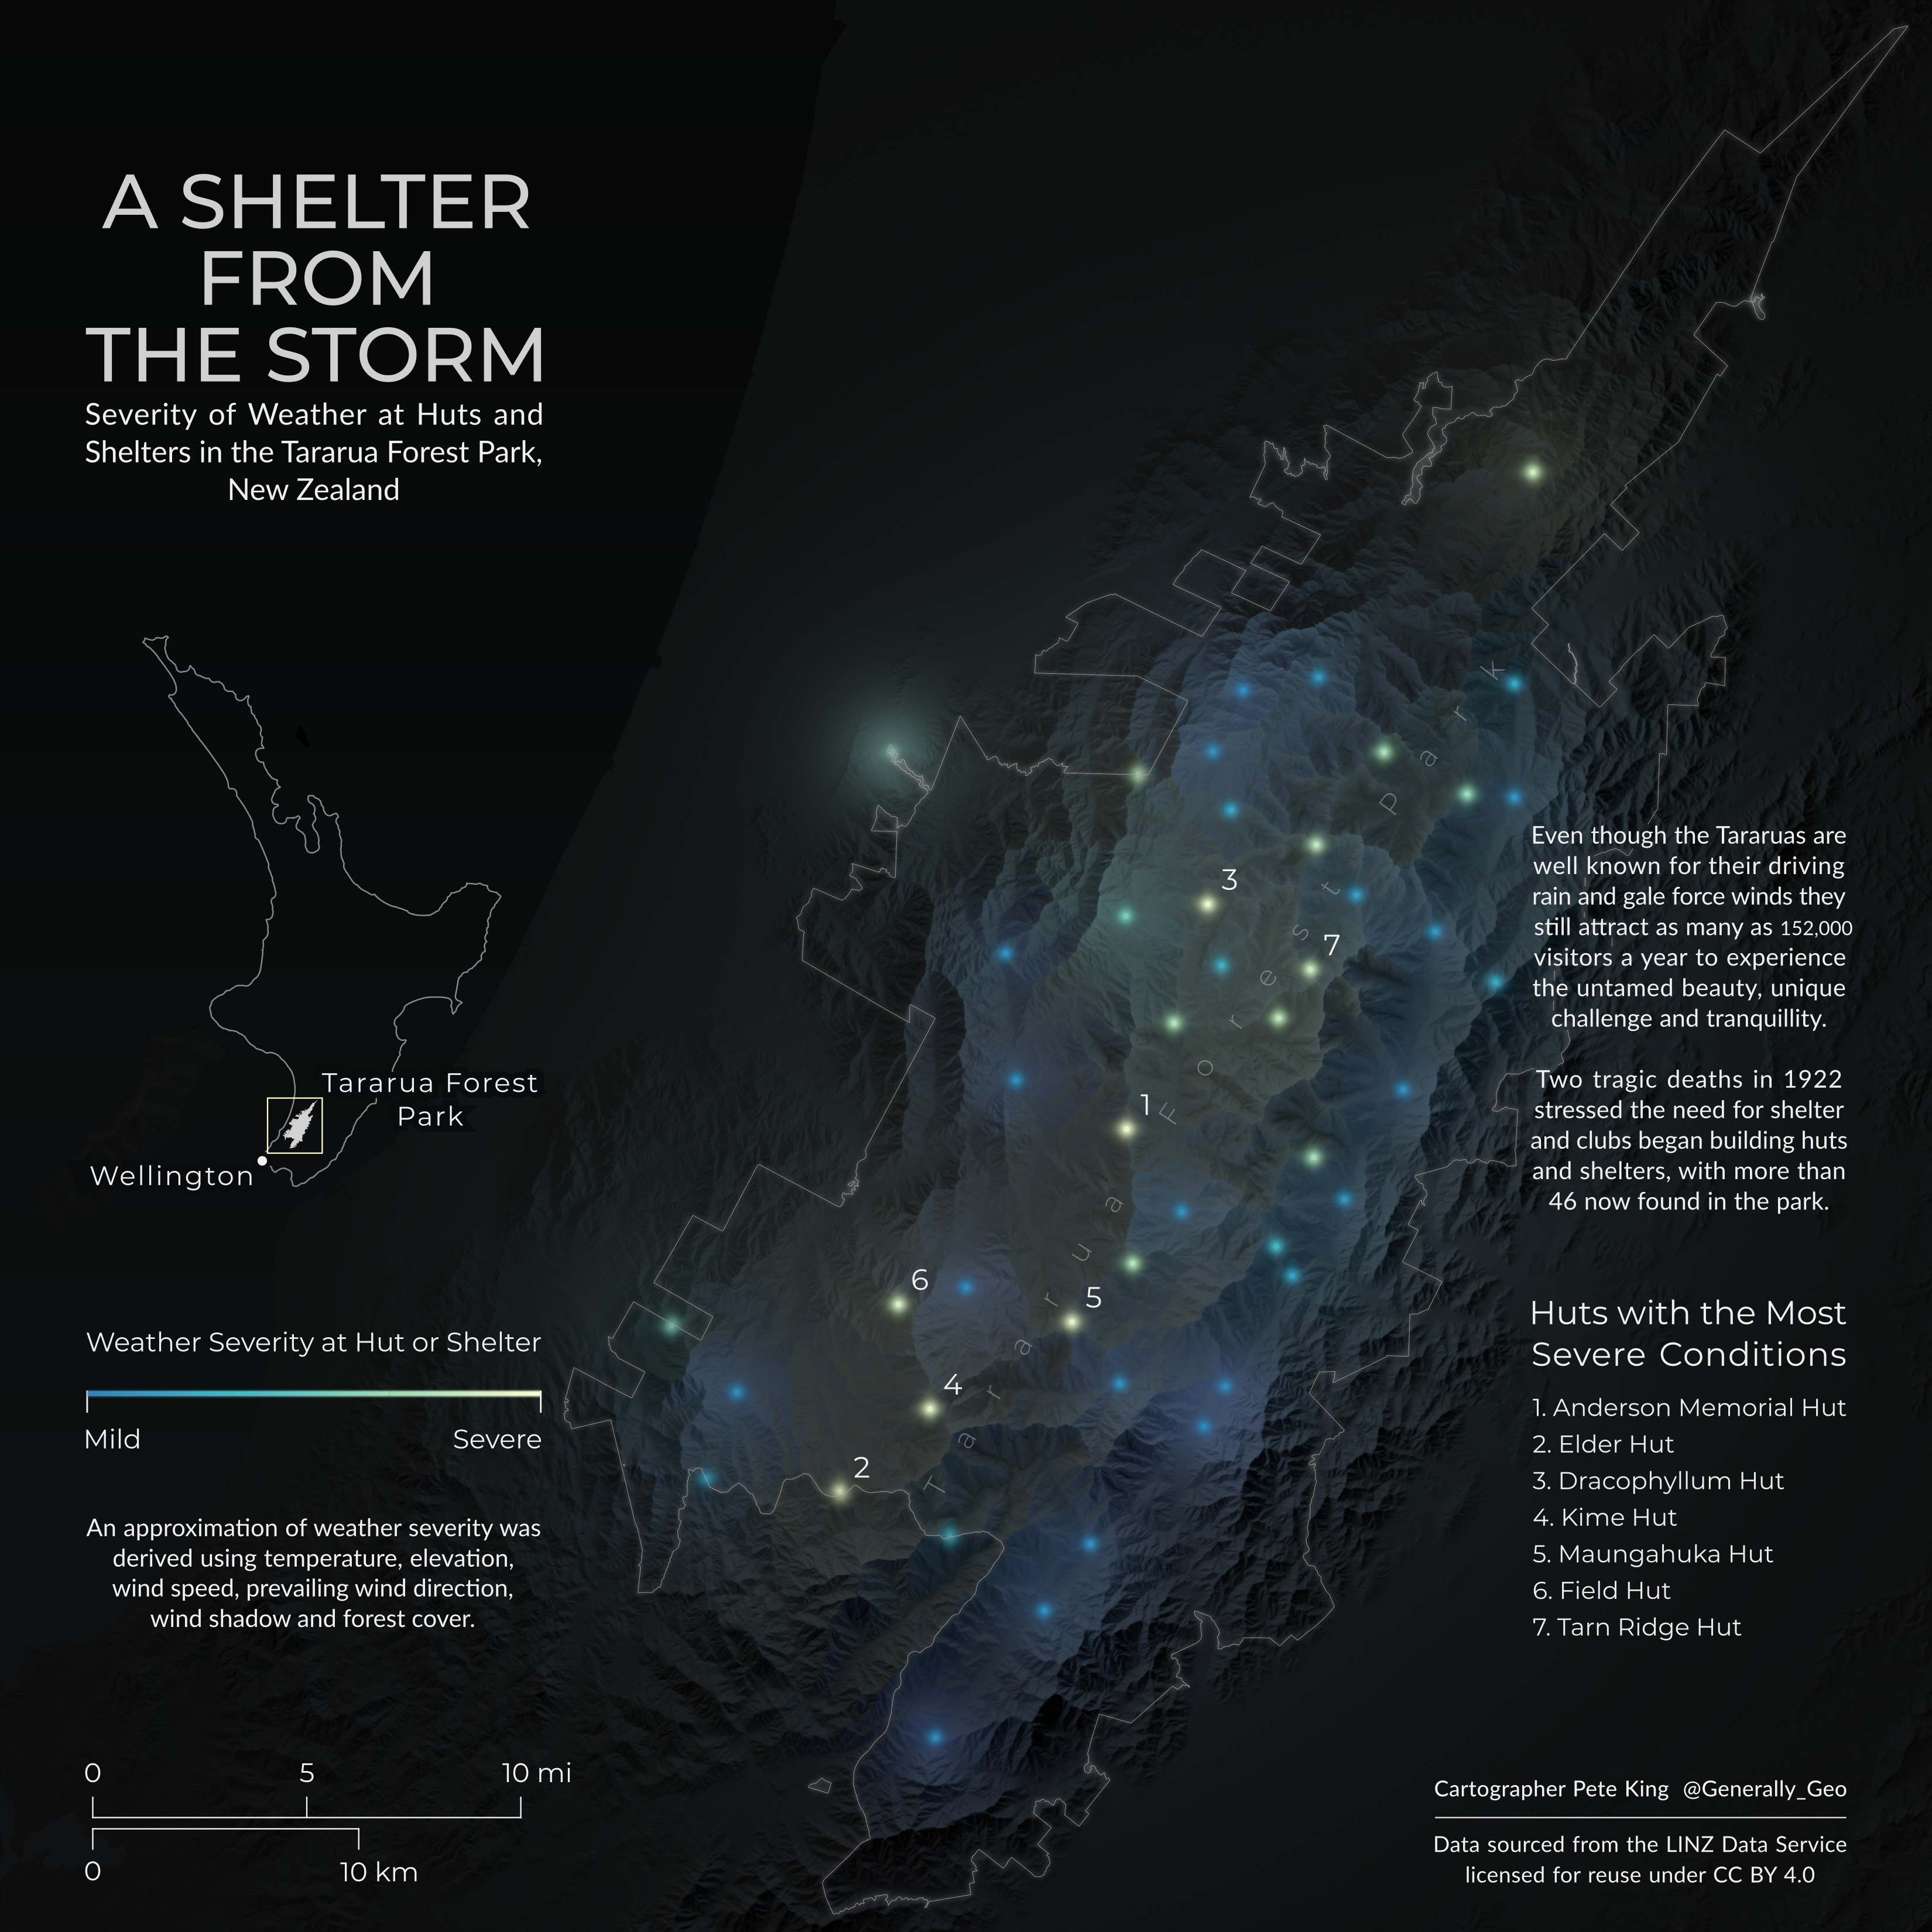 A SHELTER
FROM
THE STORM
Severity of Weather at Huts and
Shelters in the Tararua Forest Park,
New Zealand
Tararua Forest
Park
Wellington
Weather Severity at Hut or Shelter
Mild Severe
An approximation of weather severity was
derived using temperature, elevation,
wind speed, prevailing wind direction,
wind shadow and forest cover.
0 5 10 mi
0 10 km
3
7
1
6
5
4
2
Tararua Forest Park
Even though the Tararuas are
well known for their driving
rain and gale force winds they
still attract as many as 152,000
visitors a year to experience
the untamed beauty, unique
challenge and tranquillity.
Two tragic deaths in 1922
stressed the need for shelter
and clubs began building huts
and shelters, with more than
46 now found in the park.
Huts with the Most
Severe Conditions
1. Anderson Memorial Hut
2. Elder Hut
3. Dracophyllum Hut
4. Kime Hut
5. Maungahuka Hut
6. Field Hut
7. Tarn Ridge Hut
Cartographer Pete King @Generally_Geo
Data sourced from the LINZ Data Service
licensed for reuse under CC BY 4.0